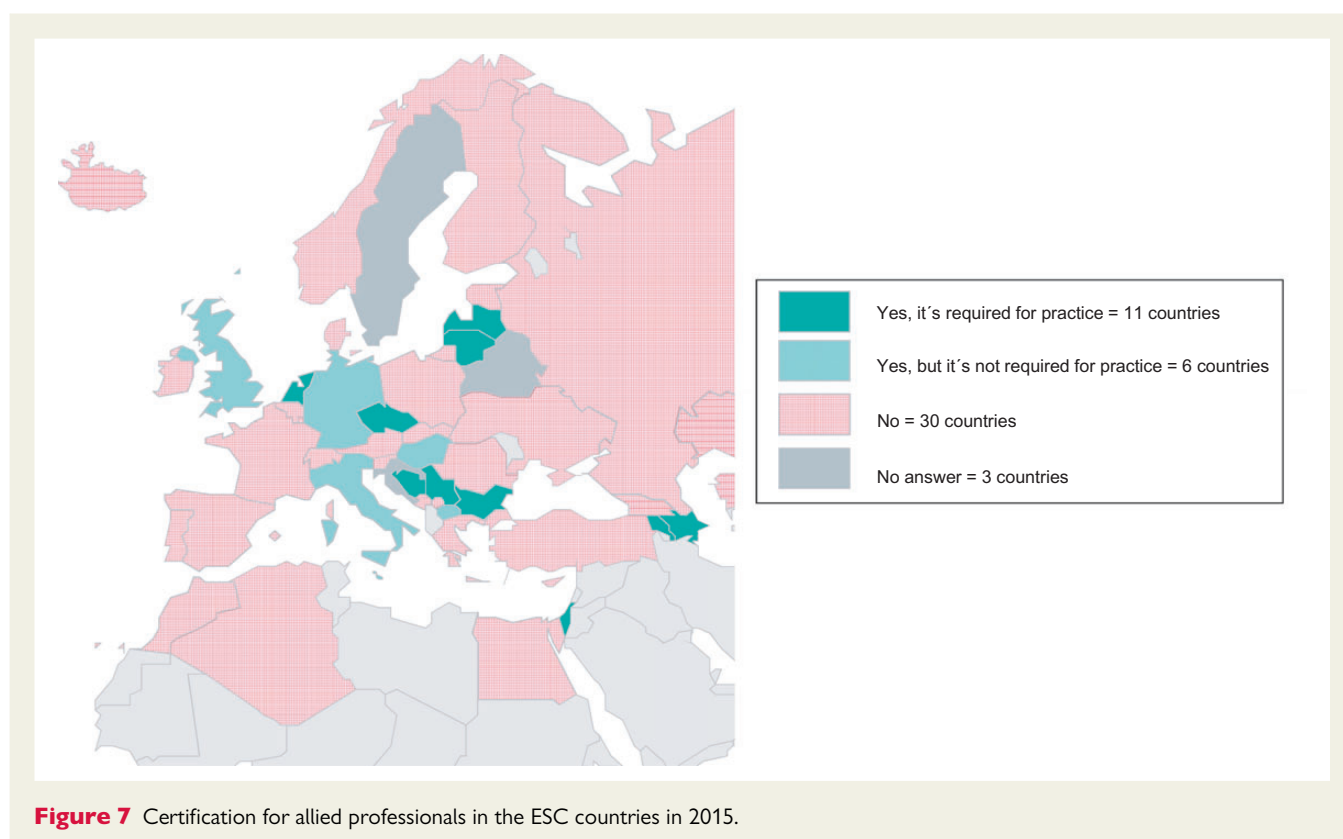 Yes, it´s required for practice = 11 countries
Yes, but it´s not required for practice = 6 countries
No = 30 countries
No answer = 3 countries
Figure 7 Certification for allied professionals in the ESC countries in 2015.